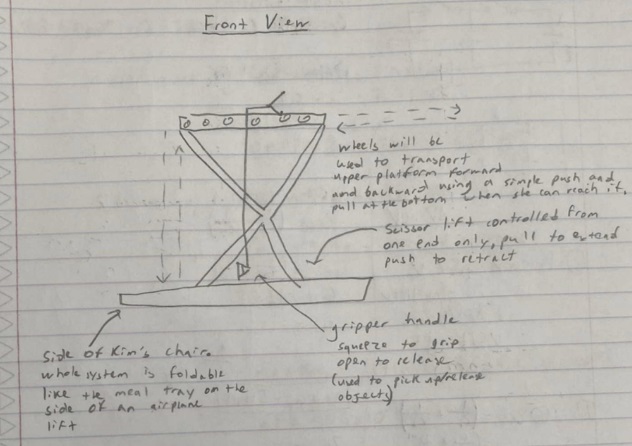 Front View
wheels will be
used to transport
upper platform forward
and backward using a simple push and
pull at the bottom when she can reach it.
scissor lift controlled from
one end only, pull to extend
push to retract
gripper handle
squeeze to grip
open to release
(used to pick up/release
objects)
side of Kim's chair.
whole system is foldable
like the meal tray on the
side of an airplane
lift